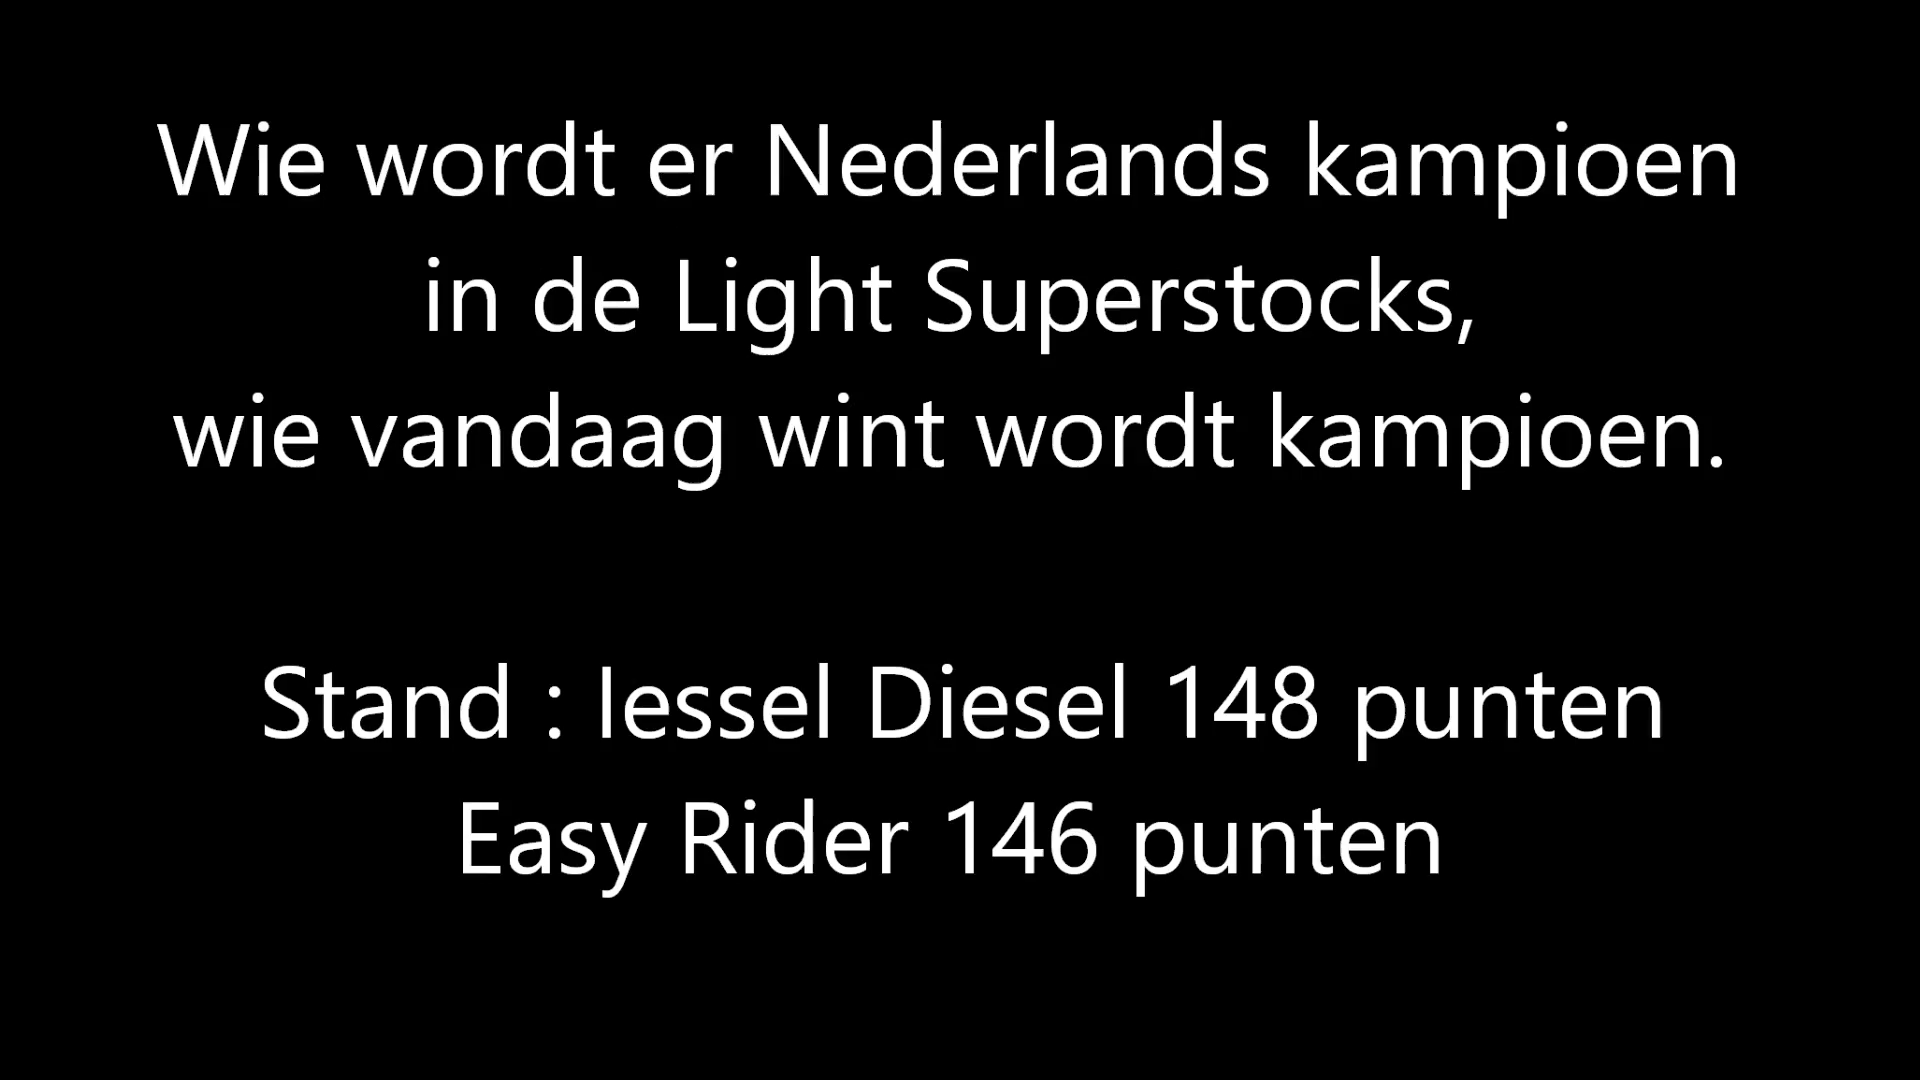 Wie wordt er Nederlands kampioen
in de Light Superstocks,
wie vandaag wint wordt kampioen.
Stand : Iessel Diesel 148 punten
Easy Rider 146 punten